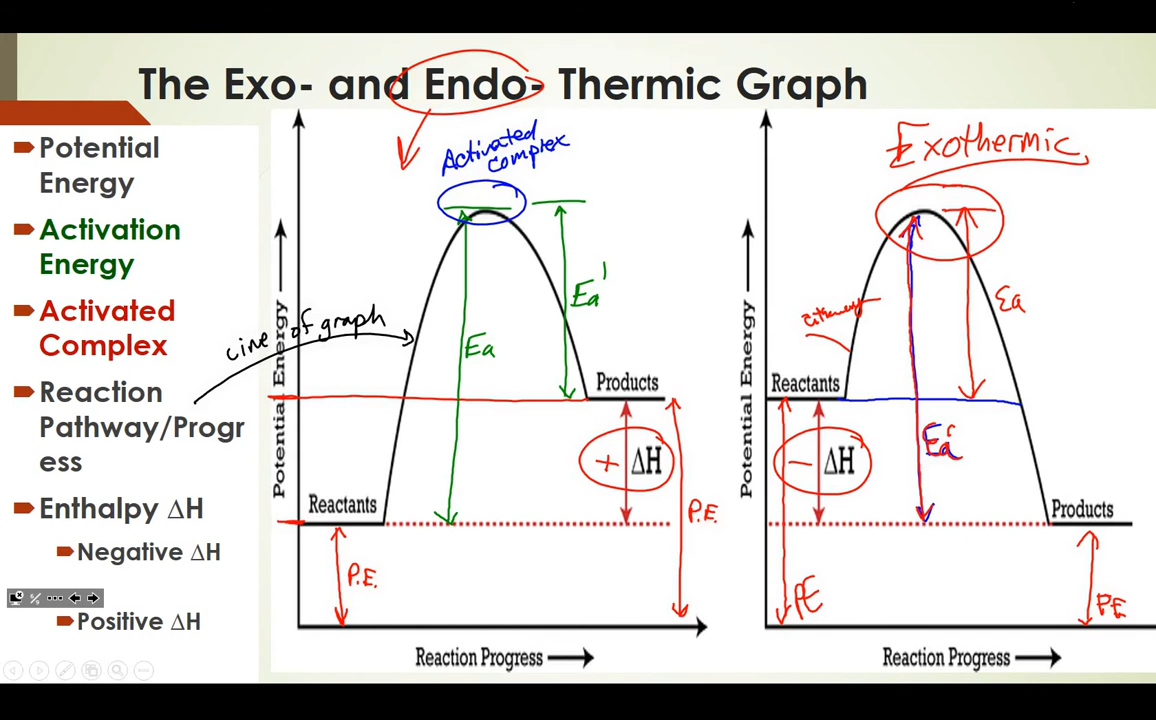 The Exo- and Endo- Thermic Graph
Potential
Energy
Activation
Energy
Activated
Complex
Reaction
Pathway/Progr
ess
Enthalpy ΔH
Negative ΔH
Positive ΔH
Activated
complex
line of graph
Potential Energy
Ea
Ea'
Reactants
Products
+ ΔH
P.E.
P.E.
Reaction Progress
Exothermic
Potential Energy
Ea
Reactants
- ΔH
Ea'
Products
PE
PE
Reaction Progress